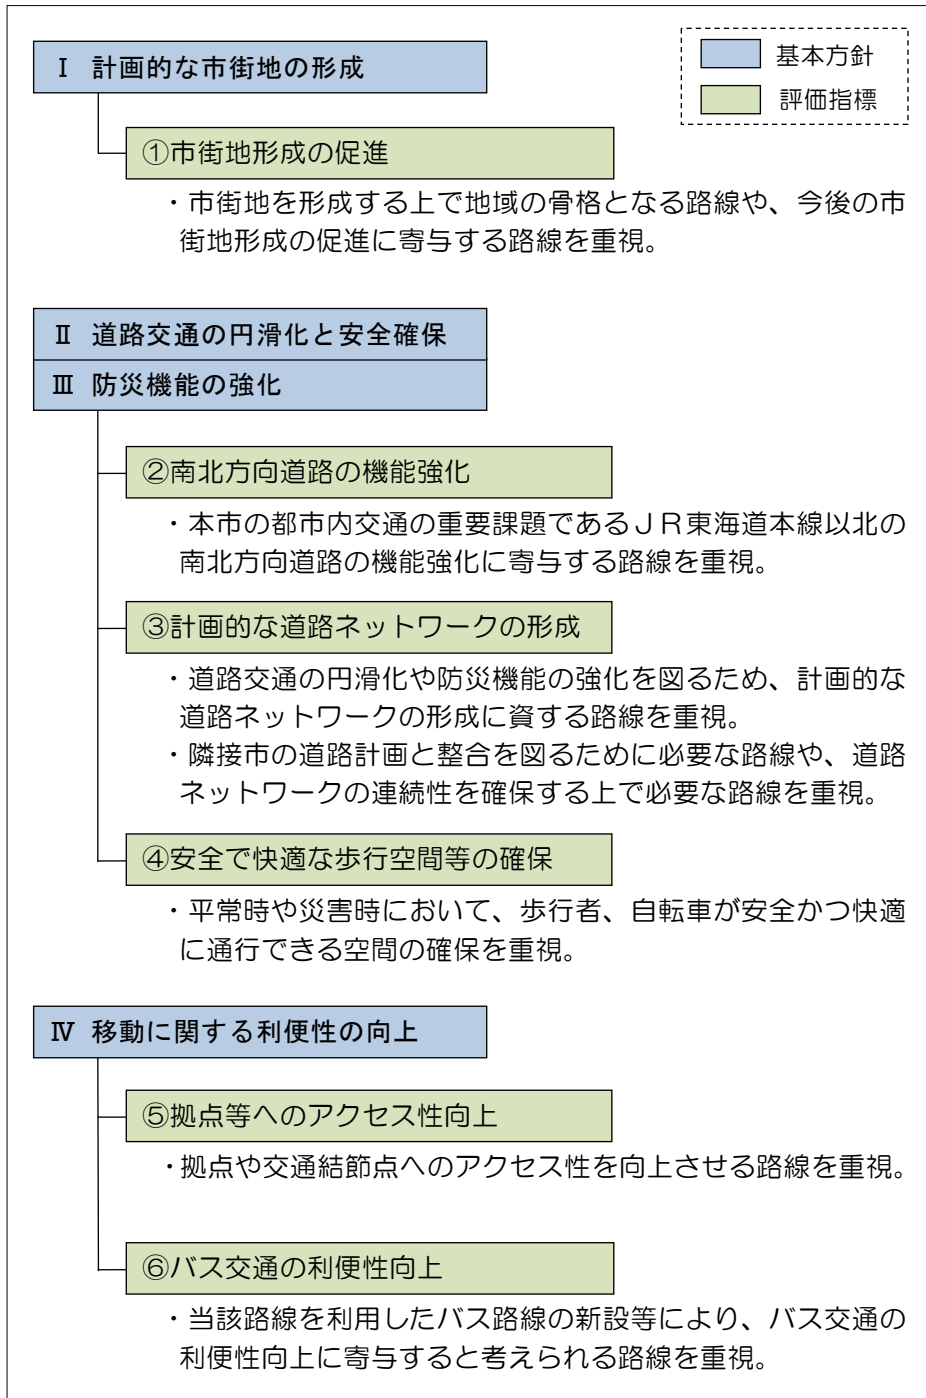 Ⅰ 計画的な市街地の形成
基本方針
評価指標
①市街地形成の促進
・市街地を形成する上で地域の骨格となる路線や、今後の市
街地形成の促進に寄与する路線を重視。
Ⅱ 道路交通の円滑化と安全確保
Ⅲ 防災機能の強化
②南北方向道路の機能強化
・本市の都市内交通の重要課題であるＪＲ東海道本線以北の
南北方向道路の機能強化に寄与する路線を重視。
③計画的な道路ネットワークの形成
・道路交通の円滑化や防災機能の強化を図るため、計画的な
道路ネットワークの形成に資する路線を重視。
・隣接市の道路計画と整合を図るために必要な路線や、道路
ネットワークの連続性を確保する上で必要な路線を重視。
④安全で快適な歩行空間等の確保
・平常時や災害時において、歩行者、自転車が安全かつ快適
に通行できる空間の確保を重視。
Ⅳ 移動に関する利便性の向上
⑤拠点等へのアクセス性向上
・拠点や交通結節点へのアクセス性を向上させる路線を重視。
⑥バス交通の利便性向上
・当該路線を利用したバス路線の新設等により、バス交通の
利便性向上に寄与すると考えられる路線を重視。